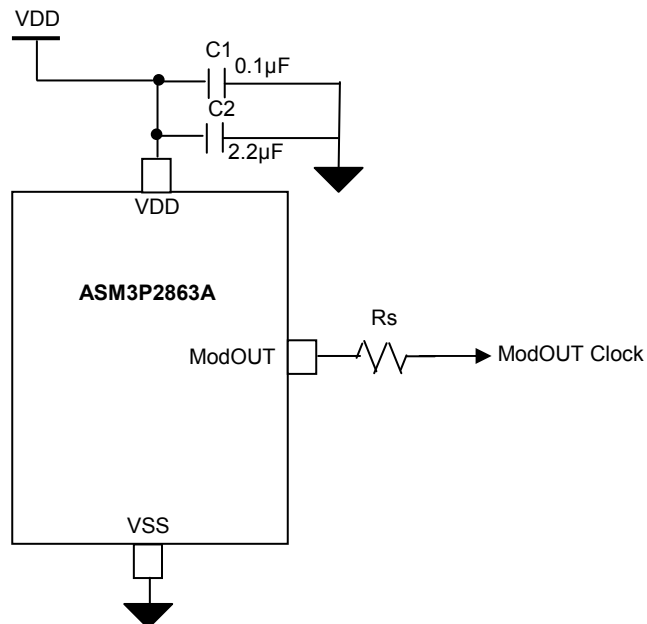 VDD
C1
0.1µF
C2
2.2µF
VDD
ASM3P2863A
Rs
ModOUT
ModOUT Clock
VSS